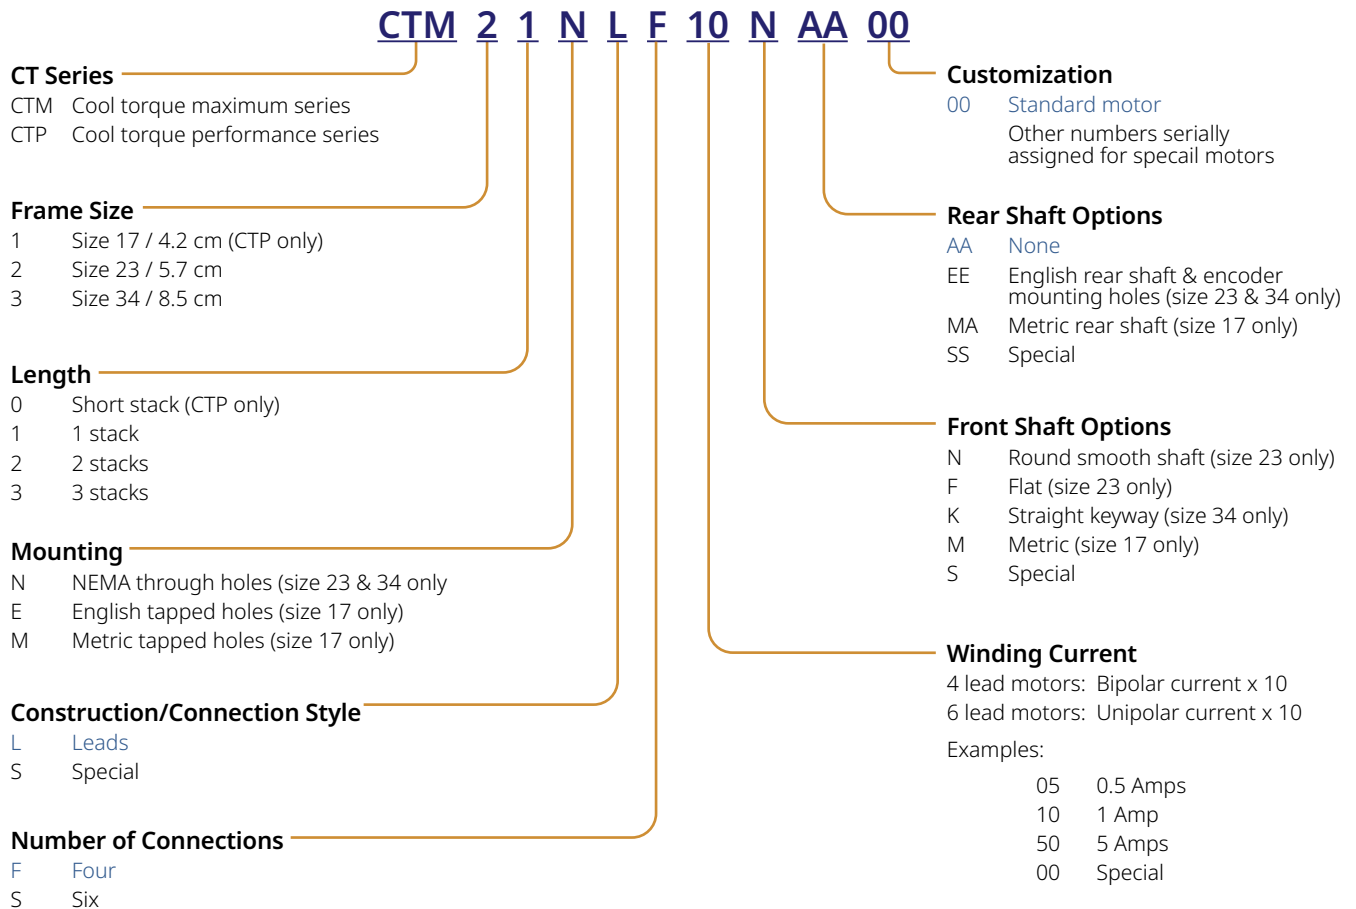 CTM 2 1 N L F 10 N AA 00
CT Series
CTM Cool torque maximum series
CTP Cool torque performance series
Frame Size
1 Size 17 / 4.2 cm (CTP only)
2 Size 23 / 5.7 cm
3 Size 34 / 8.5 cm
Length
0 Short stack (CTP only)
1 1 stack
2 2 stacks
3 3 stacks
Mounting
N NEMA through holes (size 23 & 34 only
E English tapped holes (size 17 only)
M Metric tapped holes (size 17 only)
Construction/Connection Style
L Leads
S Special
Number of Connections
F Four
S Six
Customization
00 Standard motor
Other numbers serially
assigned for specail motors
Rear Shaft Options
AA None
EE English rear shaft & encoder
mounting holes (size 23 & 34 only)
MA Metric rear shaft (size 17 only)
SS Special
Front Shaft Options
N Round smooth shaft (size 23 only)
F Flat (size 23 only)
K Straight keyway (size 34 only)
M Metric (size 17 only)
S Special
Winding Current
4 lead motors: Bipolar current x 10
6 lead motors: Unipolar current x 10
Examples:
05 0.5 Amps
10 1 Amp
50 5 Amps
00 Special